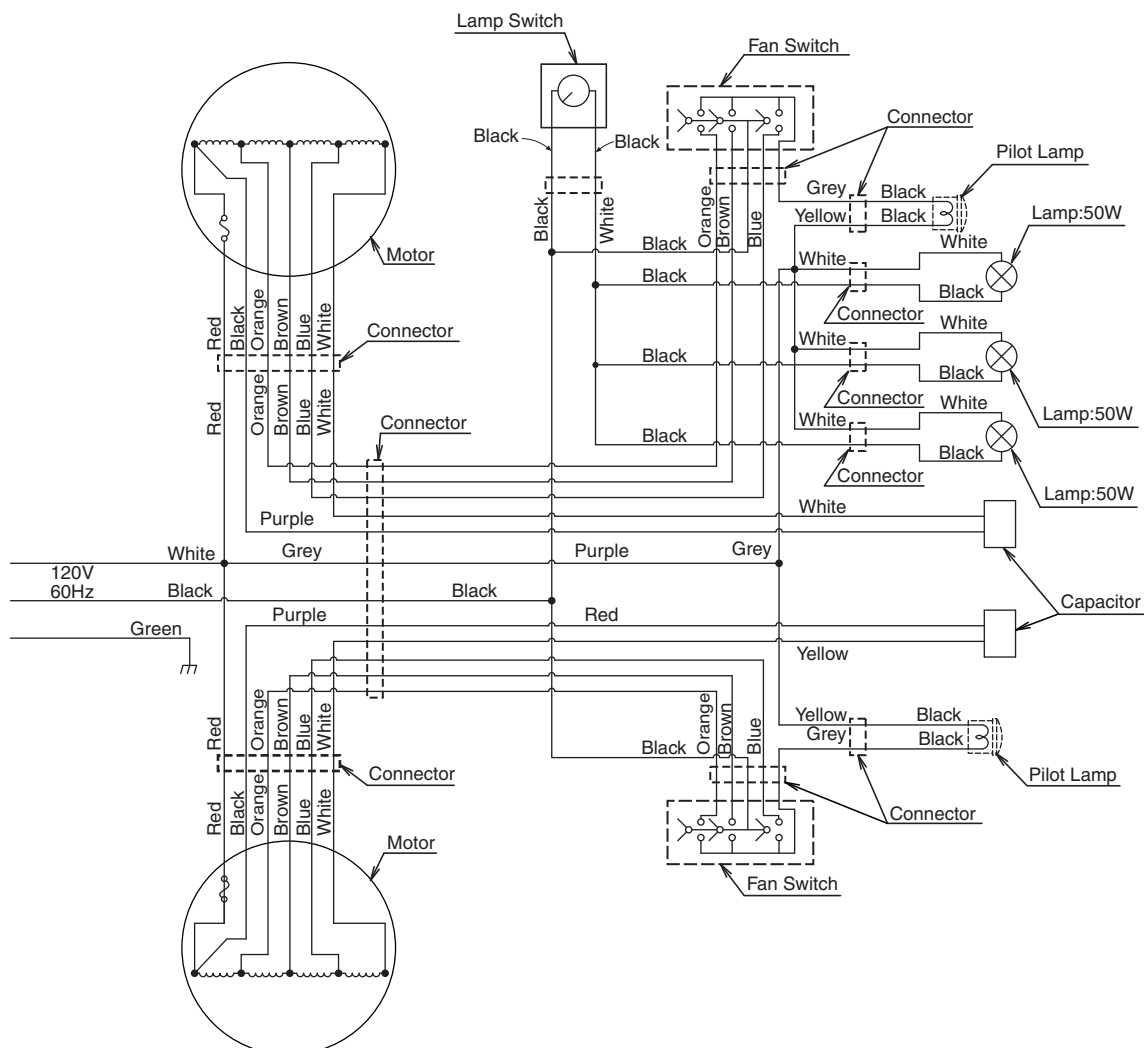 Lamp Switch
Fan Switch
Connector
Pilot Lamp
Black
Black
Grey
Black
Yellow
Black
Lamp:50W
Orange
Brown
Blue
Black
White
Black
White
White
Black
Connector
Motor
Black
White
White
Black
Connector
Lamp:50W
Red
Black
Orange
Brown
Blue
White
Connector
Black
White
White
Black
Connector
Lamp:50W
Red
Orange
Brown
Blue
White
Connector
Black
White
Purple
White
Grey
Purple
Grey
120V
60Hz
Black
Black
Capacitor
Purple
Red
Green
Yellow
Red
Orange
Brown
Blue
White
Orange
Brown
Blue
Black
Yellow
Black
Grey
Black
Pilot Lamp
Connector
Connector
Red
Black
Orange
Brown
Blue
White
Motor
Fan Switch